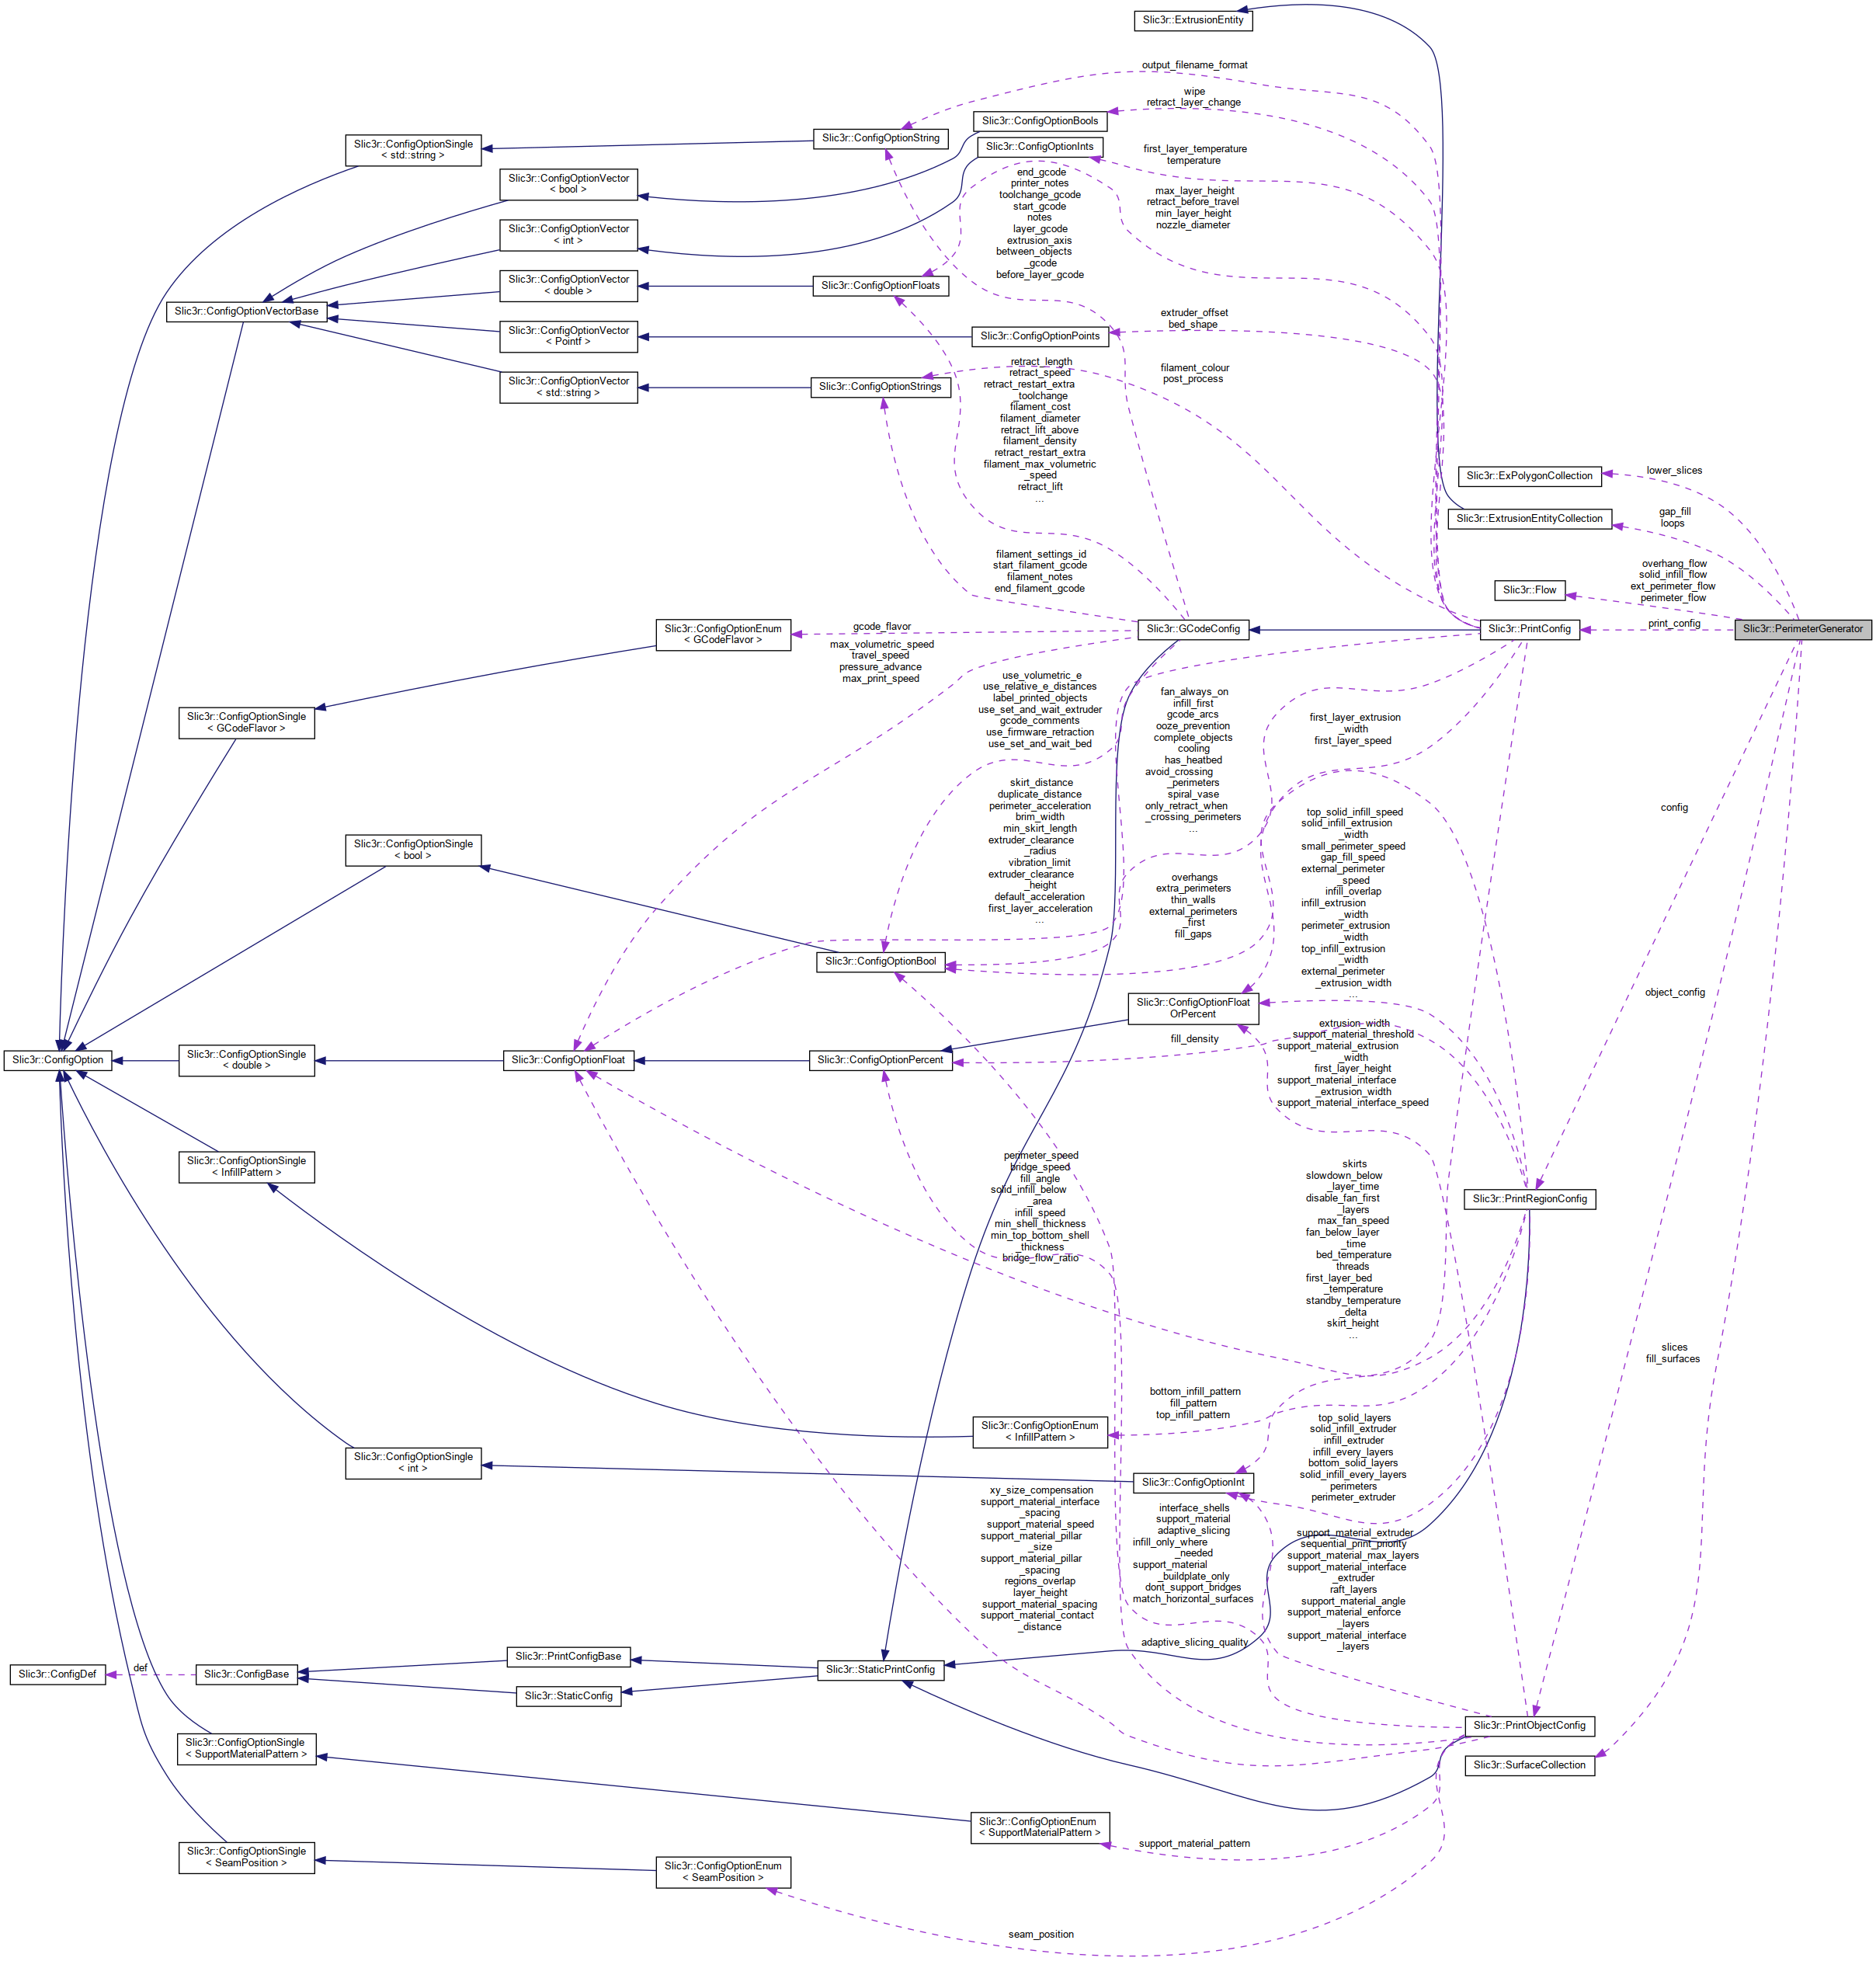 Slic3r::ExtrusionEntity
output_filename_format
wipe
retract_layer_change
Slic3r::ConfigOptionBools
Slic3r::ConfigOptionString
Slic3r::ConfigOptionSingle
< std::string >
Slic3r::ConfigOptionInts
first_layer_temperature
temperature
Slic3r::ConfigOptionVector
< bool >
end_gcode
printer_notes
toolchange_gcode
start_gcode
notes
layer_gcode
extrusion_axis
between_objects
_gcode
before_layer_gcode
max_layer_height
retract_before_travel
min_layer_height
nozzle_diameter
Slic3r::ConfigOptionVector
< int >
Slic3r::ConfigOptionVector
< double >
Slic3r::ConfigOptionFloats
Slic3r::ConfigOptionVectorBase
Slic3r::ConfigOptionVector
< Pointf >
Slic3r::ConfigOptionPoints
extruder_offset
bed_shape
Slic3r::ConfigOptionVector
< std::string >
Slic3r::ConfigOptionStrings
retract_length
retract_speed
retract_restart_extra
_toolchange
filament_cost
filament_diameter
retract_lift_above
filament_density
retract_restart_extra
filament_max_volumetric
_speed
retract_lift
...
filament_colour
post_process
Slic3r::ExPolygonCollection
lower_slices
Slic3r::ExtrusionEntityCollection
gap_fill
loops
filament_settings_id
start_filament_gcode
filament_notes
end_filament_gcode
Slic3r::Flow
overhang_flow
solid_infill_flow
ext_perimeter_flow
perimeter_flow
Slic3r::ConfigOptionEnum
< GCodeFlavor >
gcode_flavor
Slic3r::GCodeConfig
Slic3r::PrintConfig
print_config
Slic3r::PerimeterGenerator
max_volumetric_speed
travel_speed
pressure_advance
max_print_speed
use_volumetric_e
use_relative_e_distances
label_printed_objects
use_set_and_wait_extruder
gcode_comments
use_firmware_retraction
use_set_and_wait_bed
fan_always_on
infill_first
gcode_arcs
ooze_prevention
complete_objects
cooling
has_heatbed
avoid_crossing
_perimeters
spiral_vase
only_retract_when
_crossing_perimeters
...
first_layer_extrusion
_width
first_layer_speed
Slic3r::ConfigOptionSingle
< GCodeFlavor >
skirt_distance
duplicate_distance
perimeter_acceleration
brim_width
min_skirt_length
extruder_clearance
_radius
vibration_limit
extruder_clearance
_height
default_acceleration
first_layer_acceleration
...
config
top_solid_infill_speed
solid_infill_extrusion
_width
small_perimeter_speed
gap_fill_speed
external_perimeter
_speed
infill_overlap
infill_extrusion
_width
perimeter_extrusion
_width
top_infill_extrusion
_width
external_perimeter
_extrusion_width
...
Slic3r::ConfigOptionSingle
< bool >
overhangs
extra_perimeters
thin_walls
external_perimeters
_first
fill_gaps
Slic3r::ConfigOptionBool
Slic3r::ConfigOptionFloat
OrPercent
object_config
extrusion_width
support_material_threshold
support_material_extrusion
_width
first_layer_height
support_material_interface
_extrusion_width
support_material_interface_speed
fill_density
Slic3r::ConfigOption
Slic3r::ConfigOptionSingle
< double >
Slic3r::ConfigOptionFloat
Slic3r::ConfigOptionPercent
Slic3r::ConfigOptionSingle
< InfillPattern >
perimeter_speed
bridge_speed
fill_angle
solid_infill_below
_area
infill_speed
min_shell_thickness
min_top_bottom_shell
_thickness
bridge_flow_ratio
skirts
slowdown_below
_layer_time
disable_fan_first
_layers
max_fan_speed
fan_below_layer
_time
bed_temperature
threads
first_layer_bed
_temperature
standby_temperature
_delta
skirt_height
...
Slic3r::PrintRegionConfig
slices
fill_surfaces
bottom_infill_pattern
fill_pattern
top_infill_pattern
Slic3r::ConfigOptionEnum
< InfillPattern >
top_solid_layers
solid_infill_extruder
infill_extruder
infill_every_layers
bottom_solid_layers
solid_infill_every_layers
perimeters
perimeter_extruder
Slic3r::ConfigOptionSingle
< int >
Slic3r::ConfigOptionInt
xy_size_compensation
support_material_interface
_spacing
support_material_speed
support_material_pillar
_size
support_material_pillar
_spacing
regions_overlap
layer_height
support_material_spacing
support_material_contact
_distance
interface_shells
support_material
adaptive_slicing
infill_only_where
_needed
support_material
_buildplate_only
dont_support_bridges
match_horizontal_surfaces
support_material_extruder
sequential_print_priority
support_material_max_layers
support_material_interface
_extruder
raft_layers
support_material_angle
support_material_enforce
_layers
support_material_interface
_layers
adaptive_slicing_quality
Slic3r::ConfigDef
def
Slic3r::ConfigBase
Slic3r::PrintConfigBase
Slic3r::StaticConfig
Slic3r::StaticPrintConfig
Slic3r::PrintObjectConfig
Slic3r::ConfigOptionSingle
< SupportMaterialPattern >
Slic3r::SurfaceCollection
Slic3r::ConfigOptionEnum
< SupportMaterialPattern >
support_material_pattern
Slic3r::ConfigOptionSingle
< SeamPosition >
Slic3r::ConfigOptionEnum
< SeamPosition >
seam_position